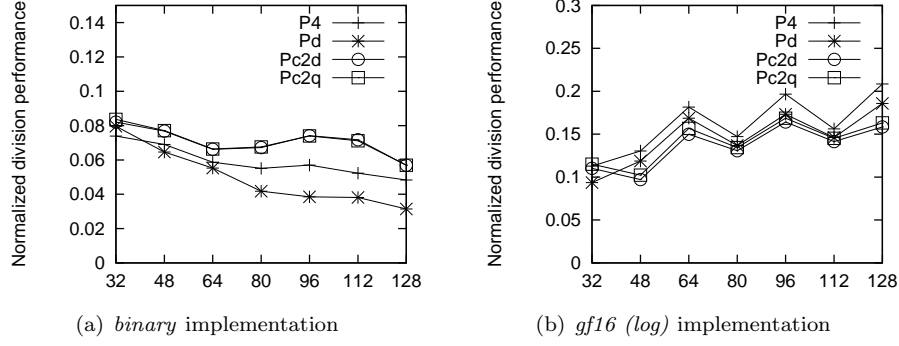 Normalized division performance
0.14
0.12
0.1
0.08
0.06
0.04
0.02
0
32 48 64 80 96 112 128
P4
Pd
Pc2d
Pc2q
(a) binary implementation
Normalized division performance
0.3
0.25
0.2
0.15
0.1
0.05
0
32 48 64 80 96 112 128
P4
Pd
Pc2d
Pc2q
(b) gf16 (log) implementation